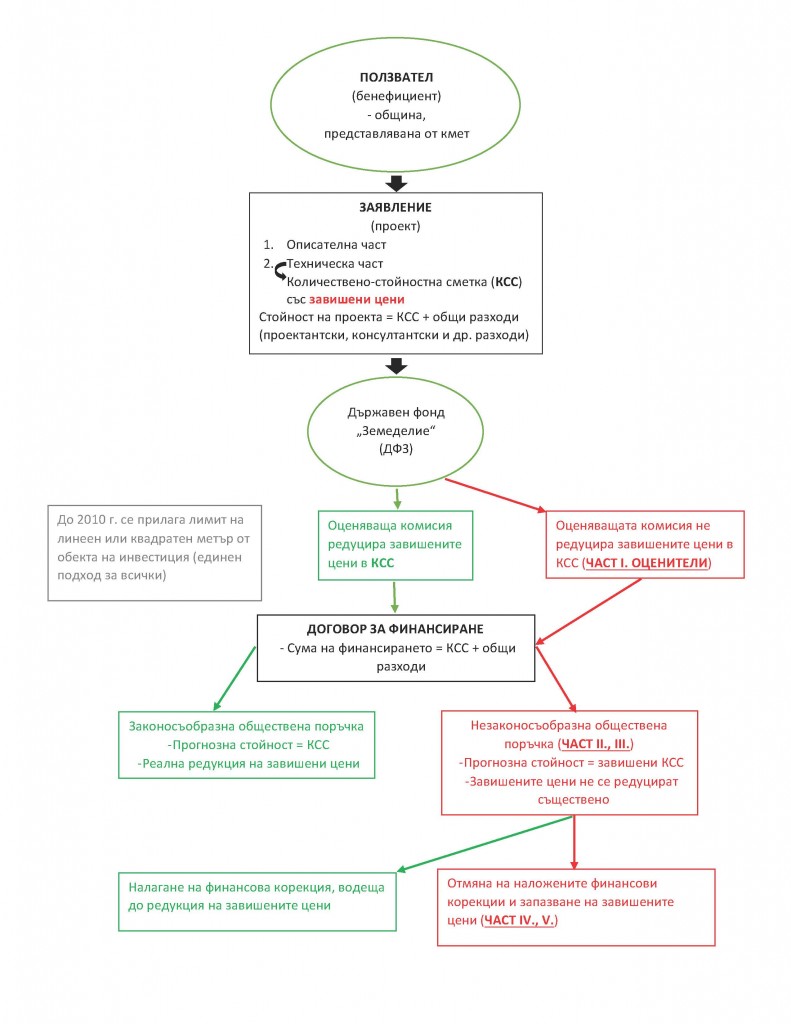 ПОЛЗВАТЕЛ
(бенефициент)
- община,
представлявана от кмет
ЗАЯВЛЕНИЕ
(проект)
1. Описателна част
2. Техническа част
Количествено-стойностна сметка (КСС)
със завишени цени
Стойност на проекта = КСС + общи разходи
(проектантски, консултантски и др. разходи)
Държавен фонд
„Земеделие“
(ДФЗ)
До 2010 г. се прилага лимит на
линеен или квадратен метър от
обекта на инвестиция (единен
подход за всички)
Оценяваща комисия
редуцира завишените
цени в КСС
Оценяващата комисия не
редуцира завишените цени в
КСС (ЧАСТ I. ОЦЕНИТЕЛИ)
ДОГОВОР ЗА ФИНАНСИРАНЕ
- Сума на финансирането = КСС + общи
разходи
Законосъобразна обществена поръчка
-Прогнозна стойност = КСС
-Реална редукция на завишени цени
Незаконосъобразна обществена
поръчка (ЧАСТ II., III.)
-Прогнозна стойност = завишени КСС
-Завишените цени не се редуцират
съществено
Налагане на финансова корекция, водеща
до редукция на завишените цени
Отмяна на наложените финансови
корекции и запазване на завишените
цени (ЧАСТ IV., V.)